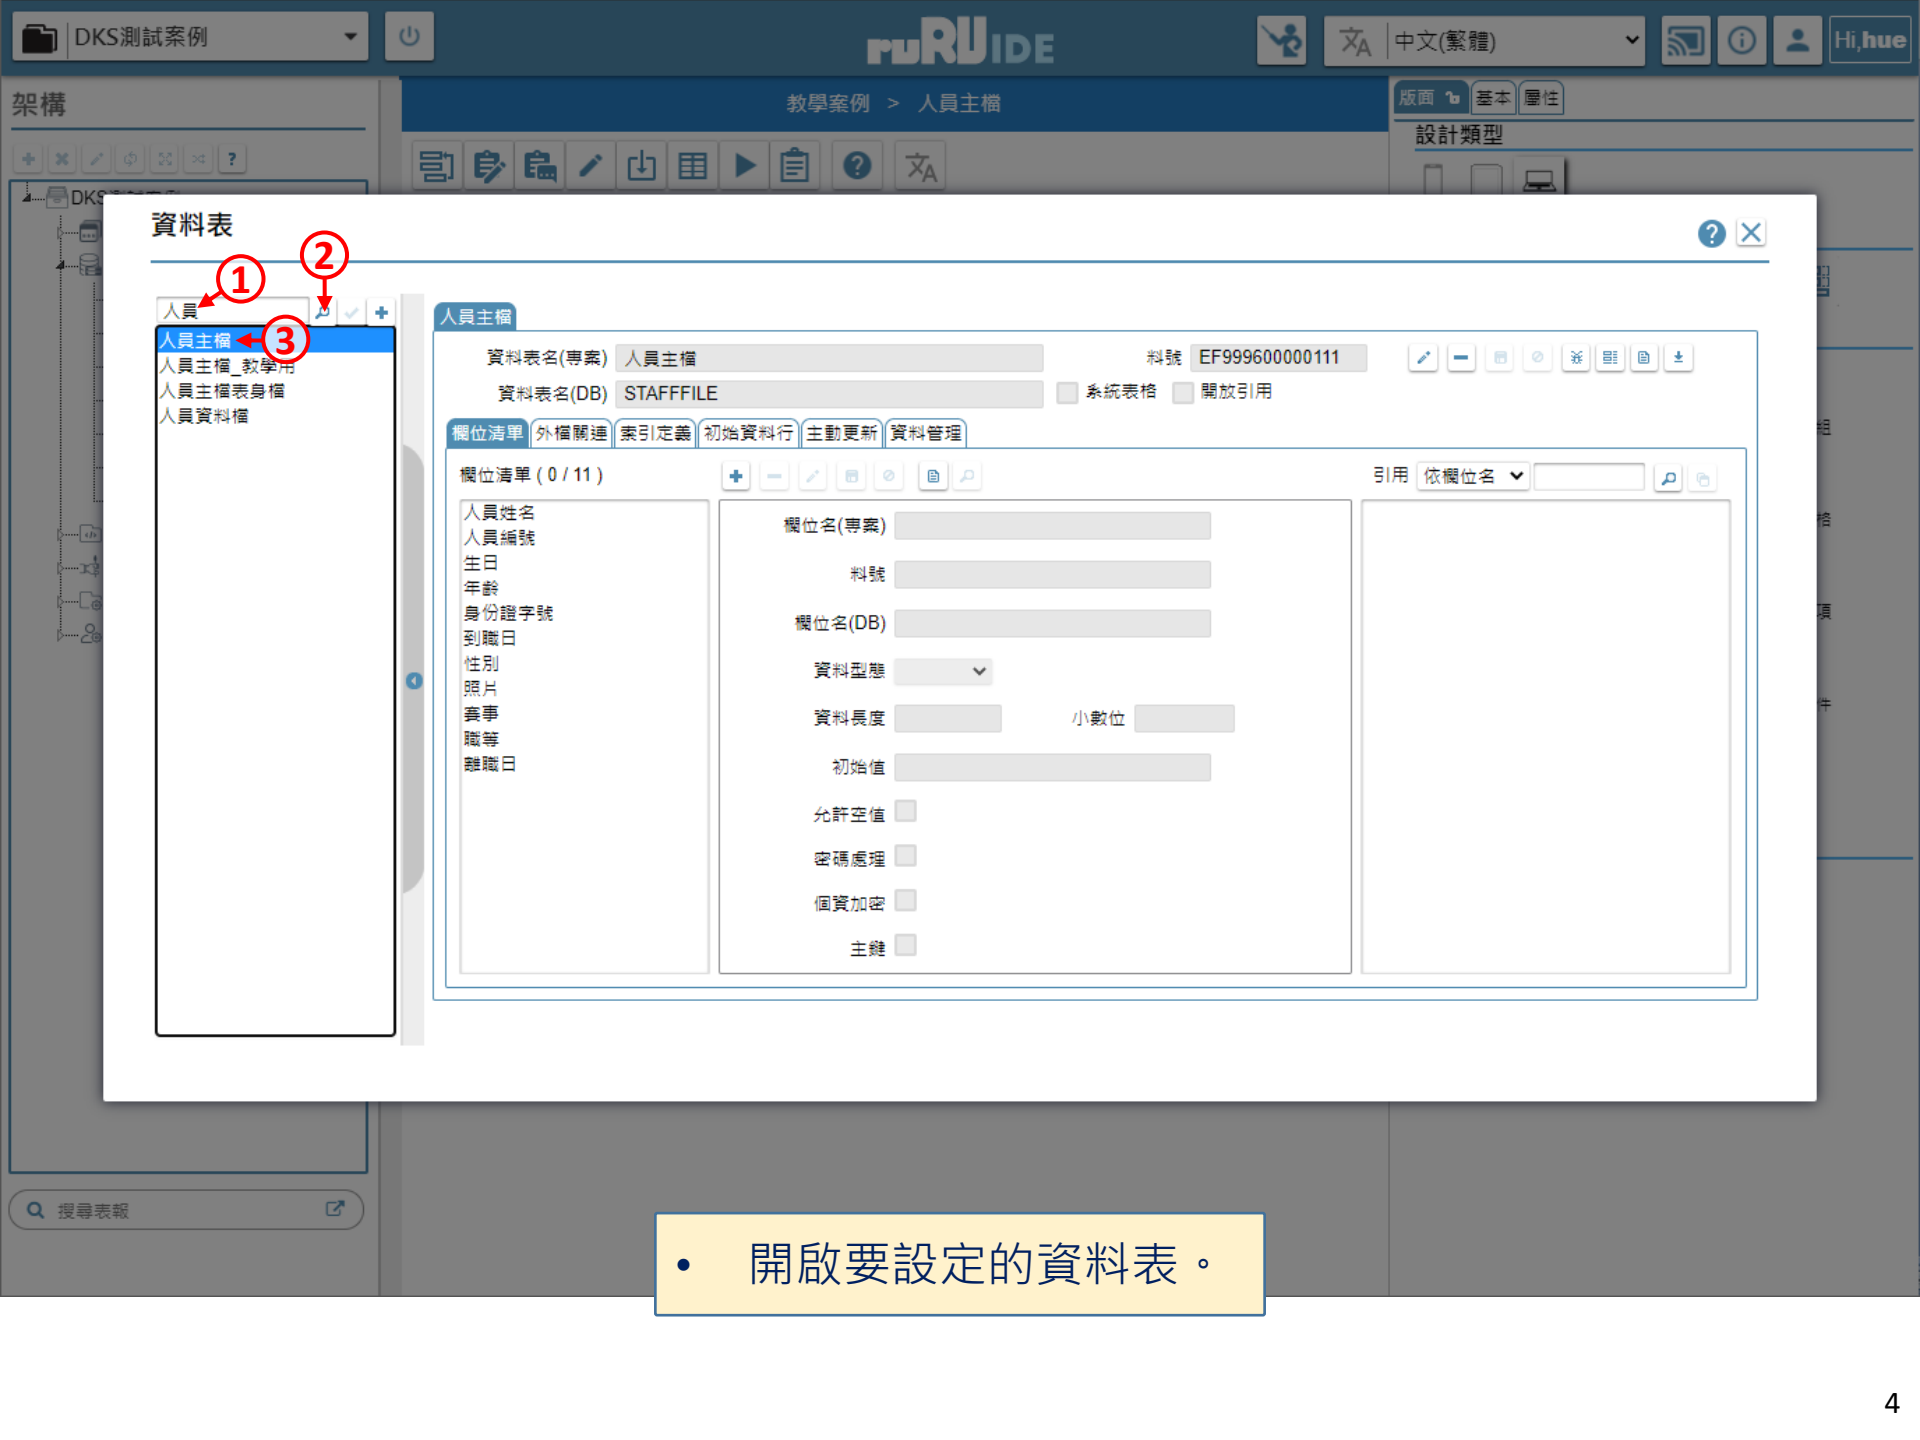 DKS測試案例
ruRU IDE
文A 中文(繁體)
Hi,hue
架構
教學案例 > 人員主檔
版面
基本
屬性
設計類型
DKS
資料表
1
2
3
人員
人員主檔
人員主檔_教學用
人員主檔表身檔
人員資料檔
人員主檔
資料表名(專案) 人員主檔
料號 EF999600000111
資料表名(DB) STAFFFILE
系統表格
開放引用
欄位清單
外檔關連
索引定義
初始資料行
主動更新
資料管理
欄位清單 ( 0 / 11 )
引用 依欄位名
人員姓名
人員編號
生日
年齡
身份證字號
到職日
性別
照片
賽事
職等
離職日
欄位名(專案)
料號
欄位名(DB)
資料型態
資料長度
小數位
初始值
允許空值
密碼處理
個資加密
主鍵
組
格
項
件
搜尋表報
• 開啟要設定的資料表。
4